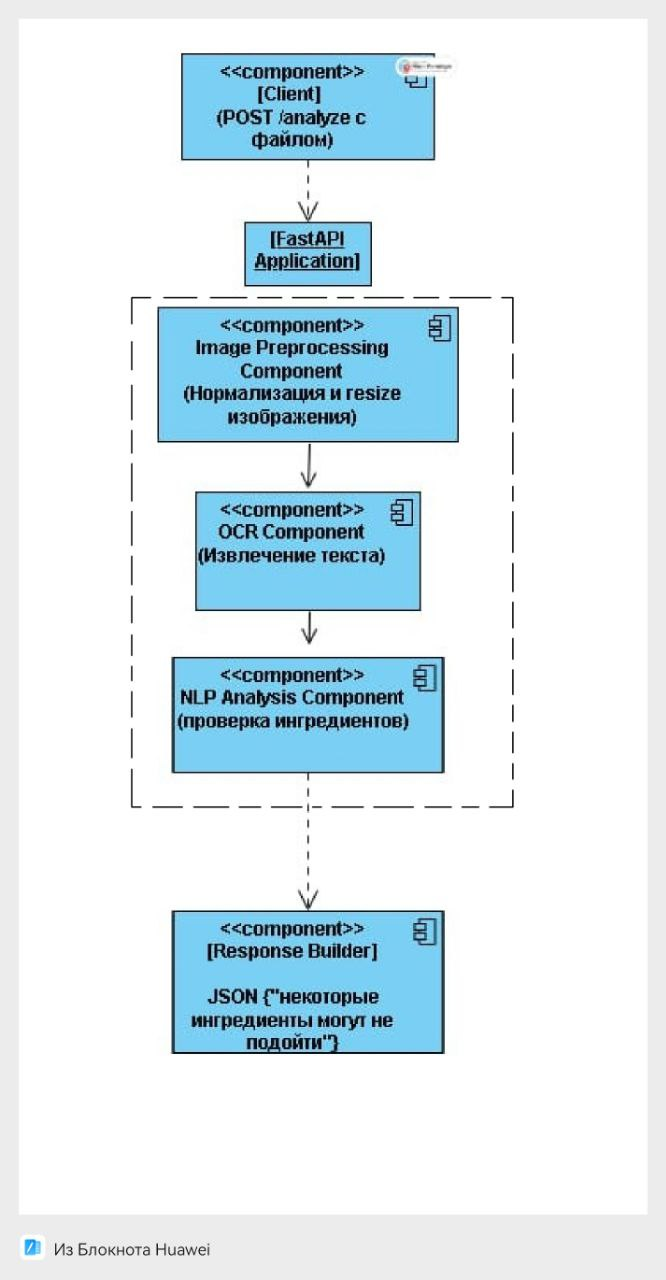 <<component>>
[Client]
(POST /analyze с
файлом)
[FastAPI
Application]
<<component>>
Image Preprocessing
Component
(Нормализация и resize
изображения)
<<component>>
OCR Component
(Извлечение текста)
<<component>>
NLP Analysis Component
(проверка ингредиентов)
<<component>>
[Response Builder]
JSON {"некоторые
ингредиенты могут не
подойти"}
Из Блокнота Huawei